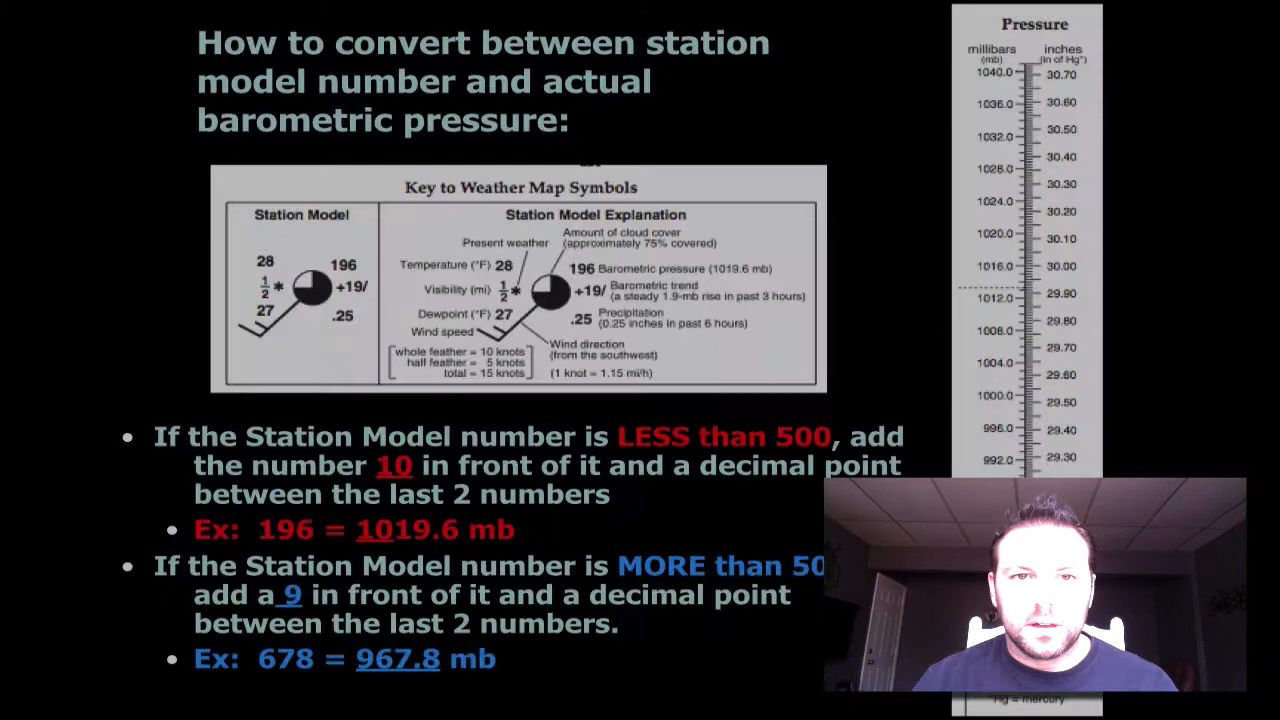 How to convert between station
model number and actual
barometric pressure:
Key to Weather Map Symbols
Station Model
28
196
1/2 *
+19/
27
.25
Station Model Explanation
Present weather
Amount of cloud cover
(approximately 75% covered)
Temperature (°F) 28
196 Barometric pressure (1019.6 mb)
Visibility (mi) 1/2 *
+19/ Barometric trend
(a steady 1.9-mb rise in past 3 hours)
Dewpoint (°F) 27
.25 Precipitation
(0.25 inches in past 6 hours)
Wind speed
whole feather = 10 knots
half feather = 5 knots
total = 15 knots
Wind direction
(from the southwest)
(1 knot = 1.15 mi/h)
• If the Station Model number is LESS than 500, add
the number 10 in front of it and a decimal point
between the last 2 numbers
• Ex: 196 = 1019.6 mb
• If the Station Model number is MORE than 50
add a 9 in front of it and a decimal point
between the last 2 numbers.
• Ex: 678 = 967.8 mb
Pressure
millibars inches
(mb) (in of Hg*)
1040.0 30.70
1036.0 30.60
1032.0 30.50
30.40
1028.0
30.30
1024.0
30.20
1020.0 30.10
1016.0 30.00
1012.0 29.90
29.80
1008.0
29.70
1004.0
29.60
1000.0 29.50
996.0 29.40
992.0 29.30
*Hg = mercury